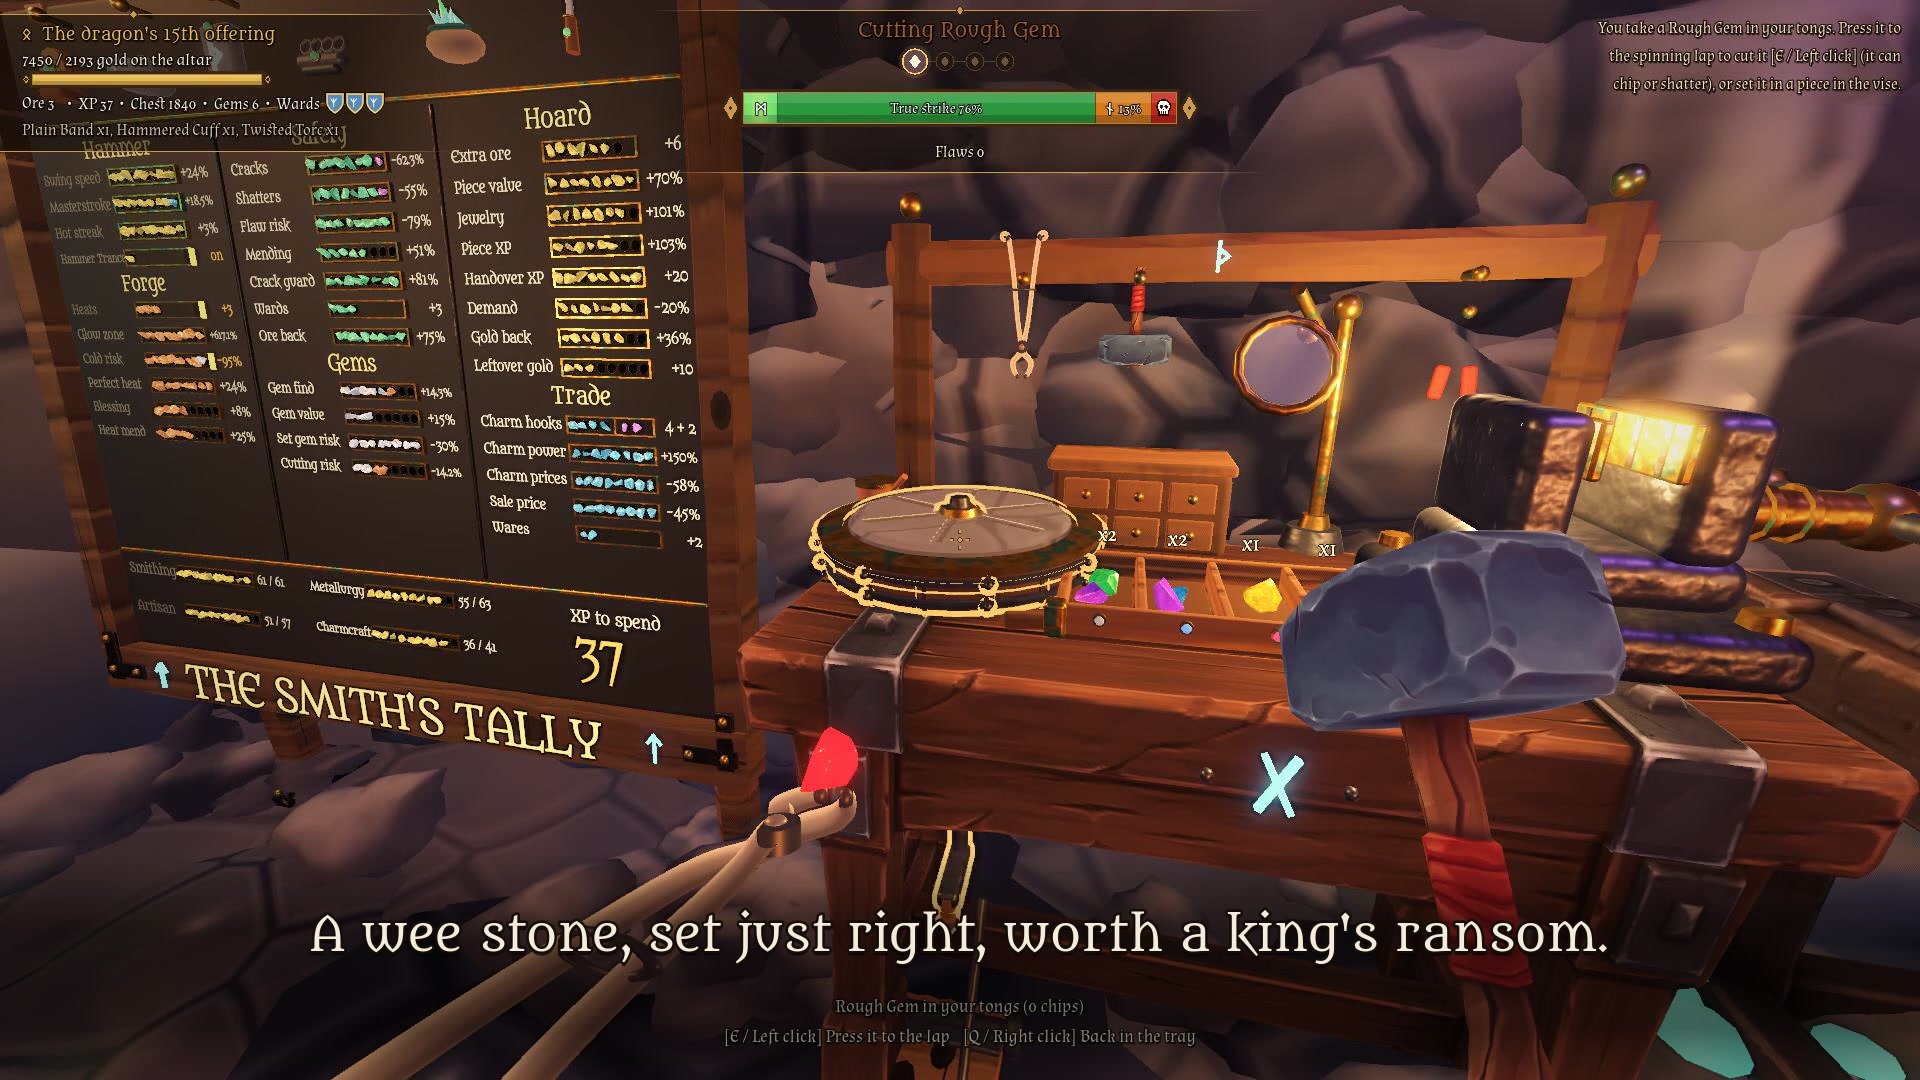 The dragon's 15th offering
7450 / 2193 gold on the altar
Ore 3 • XP 37 • Chest 1840 • Gems 6 • Wards
Plain Band x1, Hammered Cuff x1, Twisted Torc x1
Cutting Rough Gem
True strike 76%
13%
Flaws 0
You take a Rough Gem in your tongs. Press it to
the spinning lap to cut it [E / Left click] (it can
chip or shatter), or set it in a piece in the vise.
Hammer
Swing speed +24%
Masterstroke +18.5%
Hot streak +3%
Hammer Trance on
Forge
Heats +3
Glow zone
Cold risk -95%
Perfect heat +24%
Blessing +8%
Heat mend +25%
Safety
Cracks -62.3%
Shatters -55%
Flaw risk -79%
Mending +51%
Crack guard +81%
Wards +3
Ore back +75%
Gems
Gem find +14.3%
Gem value +15%
Set gem risk -30%
Cutting risk -14.2%
Hoard
Extra ore +6
Piece value +70%
Jewelry +101%
Piece XP +103%
Handover XP +20
Demand -20%
Gold back +36%
Leftover gold +10
Trade
Charm hooks 4 + 2
Charm power +150%
Charm prices -58%
Sale price -45%
Wares +2
Smithing 61 / 61
Metallurgy 55 / 63
Artisan 51 / 57
Charmcraft 36 / 41
XP to spend
37
THE SMITH'S TALLY
X2
X2
X1
X1
A wee stone, set just right, worth a king's ransom.
Rough Gem in your tongs (0 chips)
[E / Left click] Press it to the lap [Q / Right click] Back in the tray